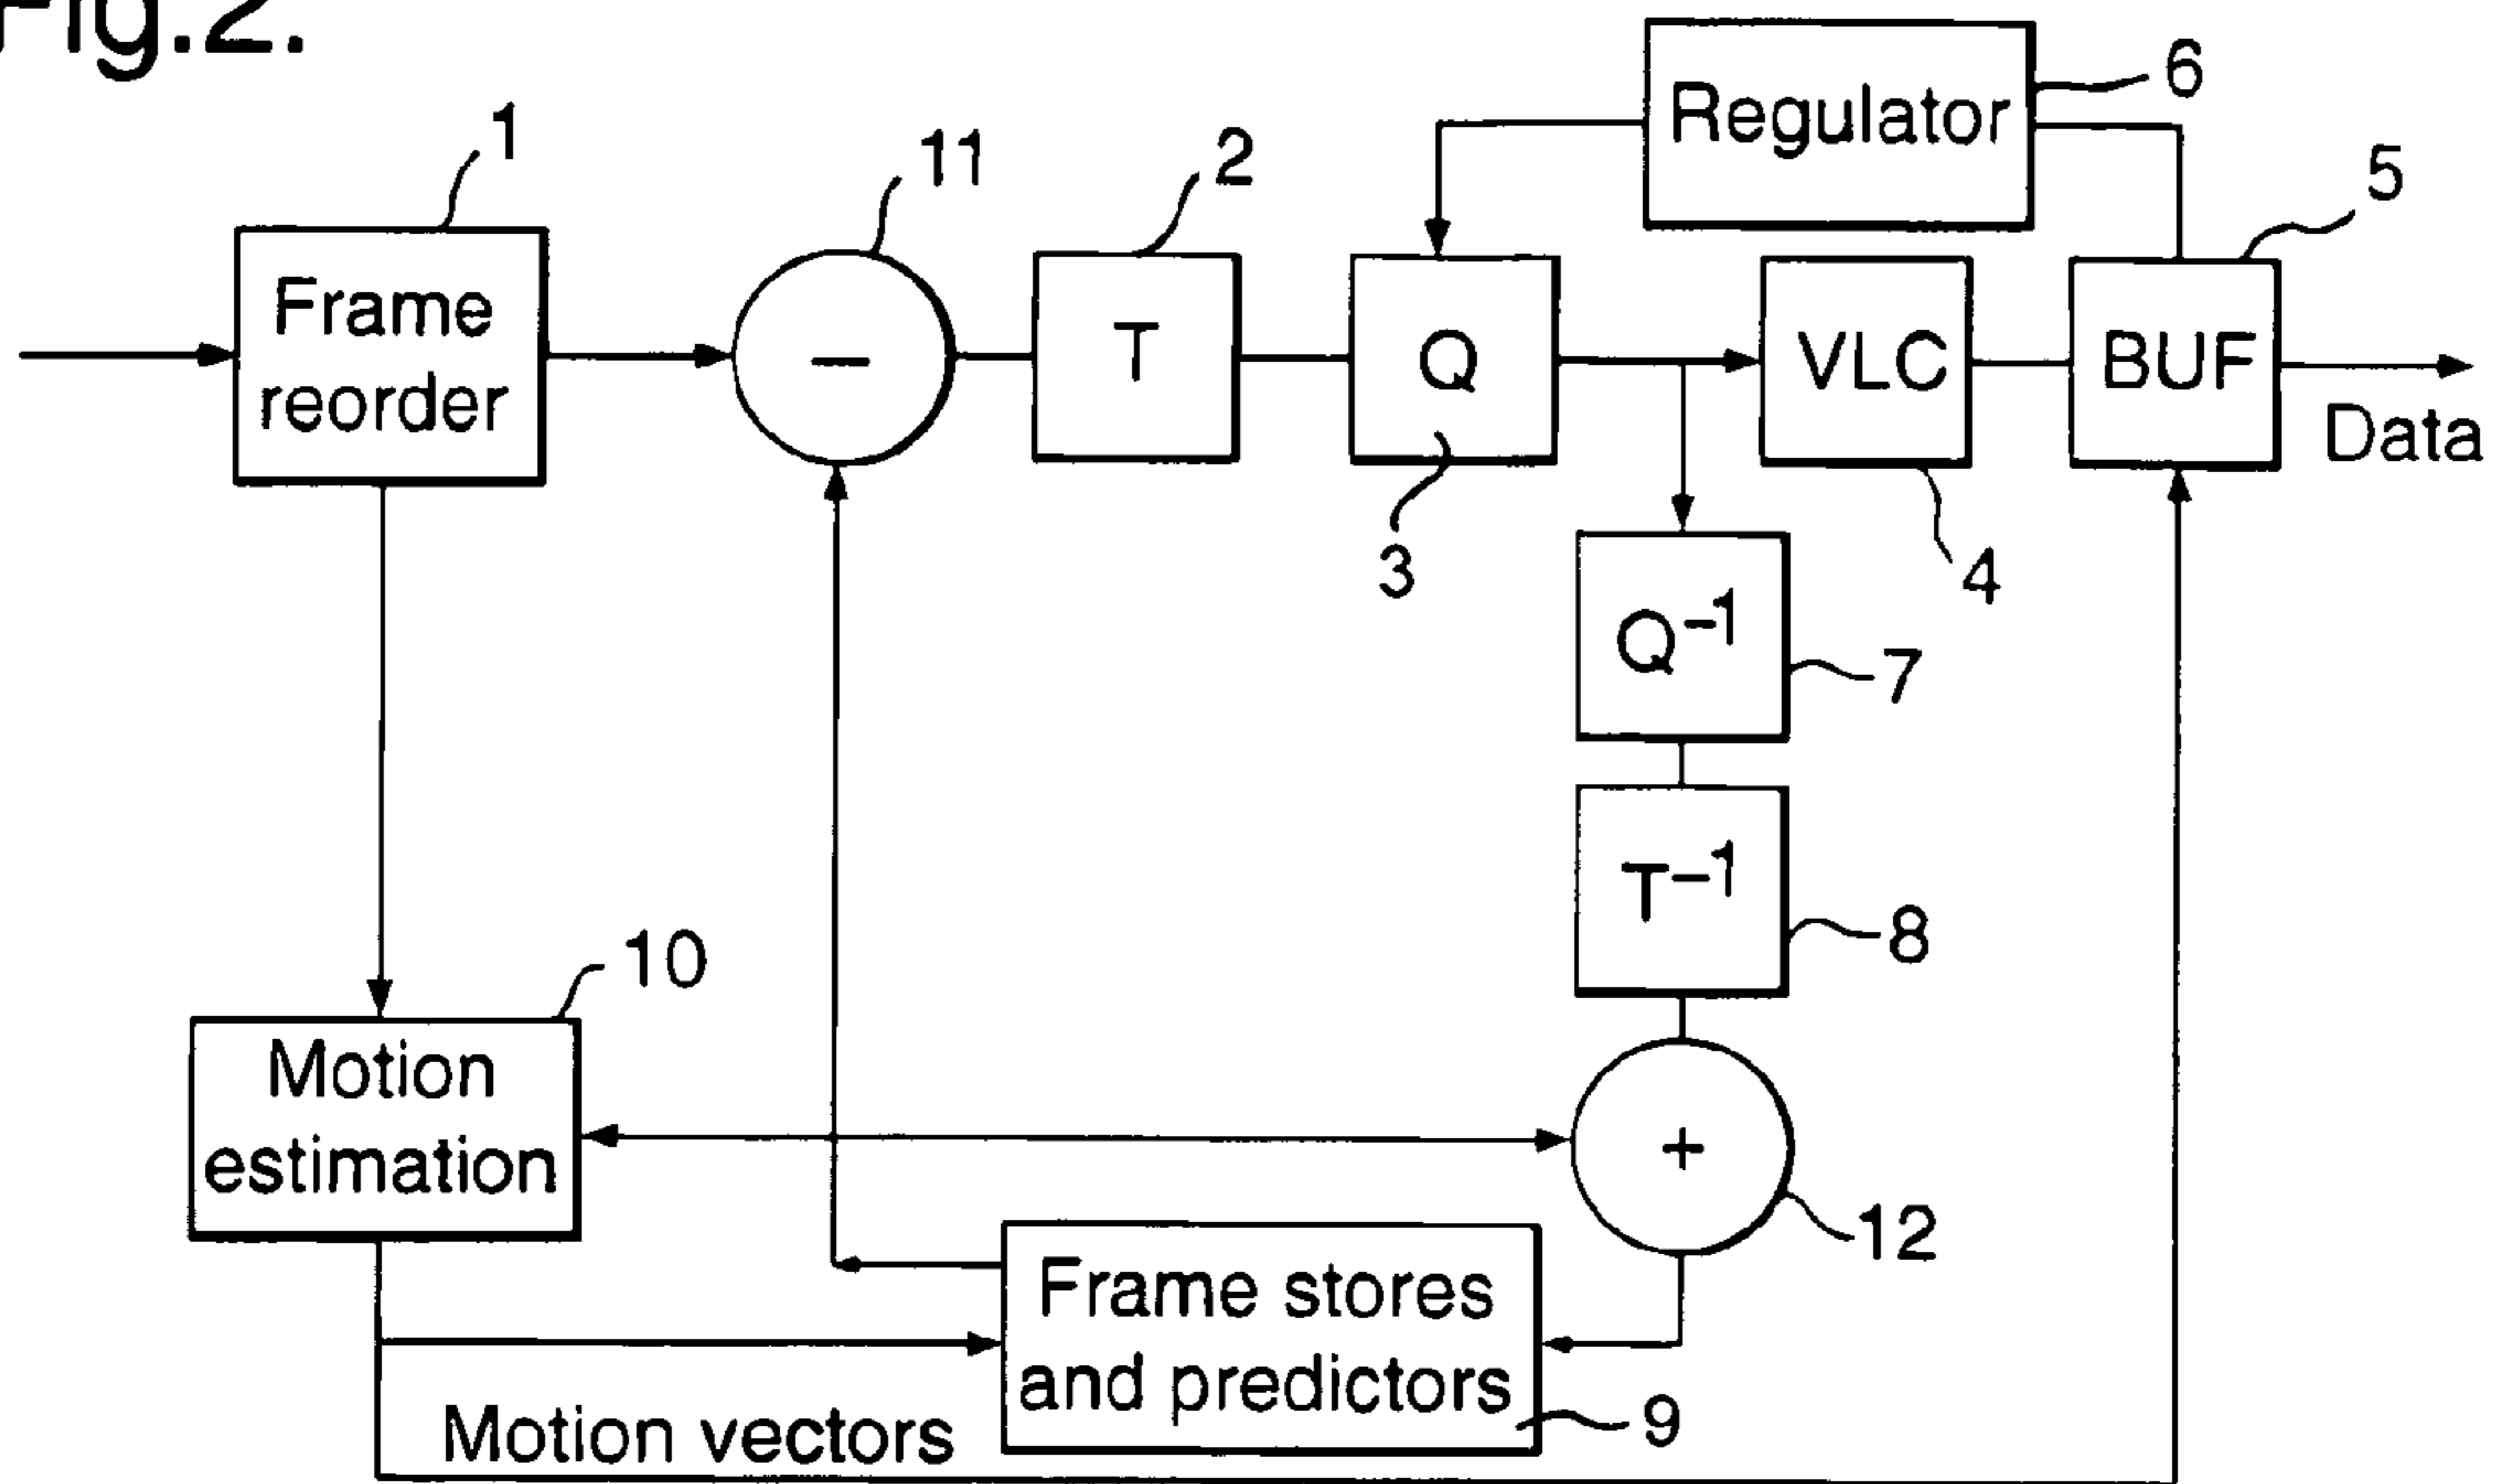 Fig.2.
1
11
2
Regulator
6
5
Frame
reorder
–
T
Q
VLC
BUF
Data
3
4
Q⁻¹
7
T⁻¹
8
10
Motion
estimation
+
12
Frame stores
and predictors
9
Motion vectors